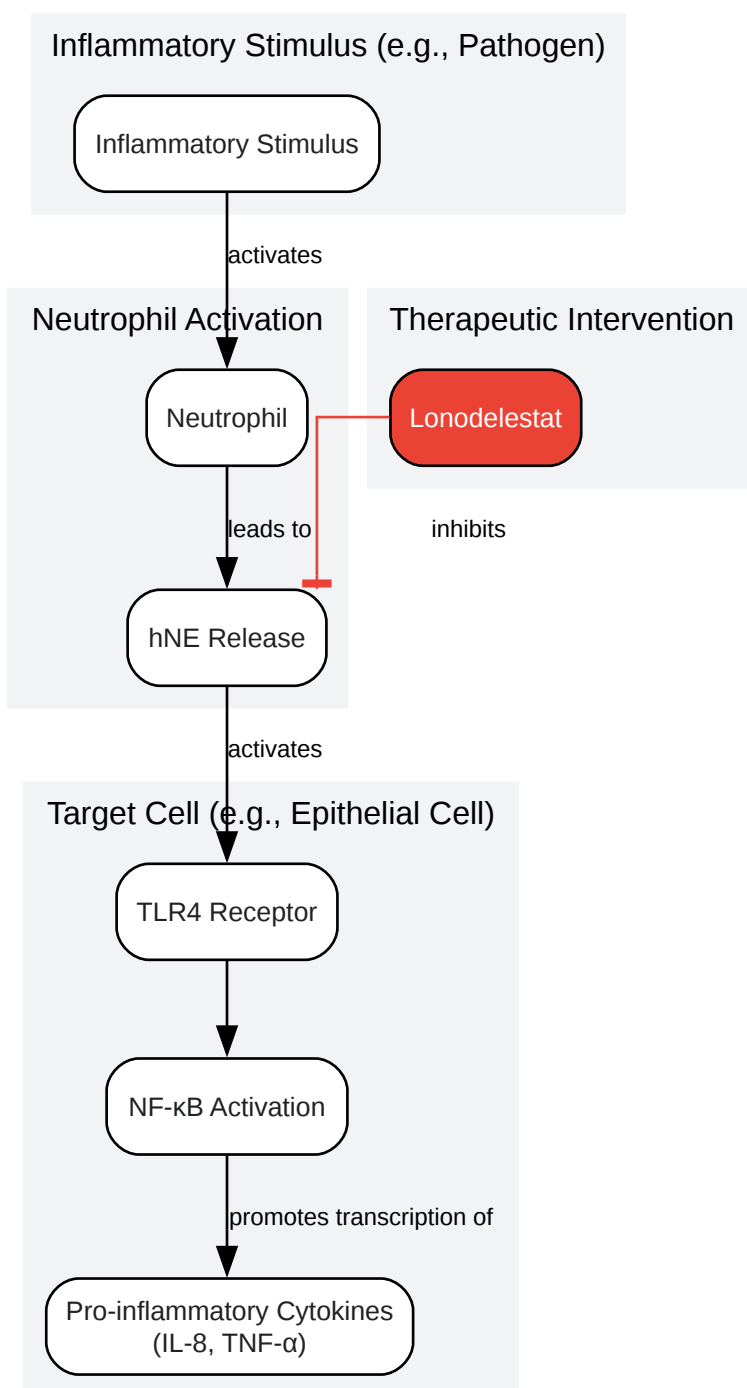 Inflammatory Stimulus (e.g., Pathogen)
Inflammatory Stimulus
activates
Neutrophil Activation
Therapeutic Intervention
Neutrophil
Lonodelestat
leads to
inhibits
hNE Release
activates
Target Cell (e.g., Epithelial Cell)
TLR4 Receptor
NF-κB Activation
promotes transcription of
Pro-inflammatory Cytokines
(IL-8, TNF-α)